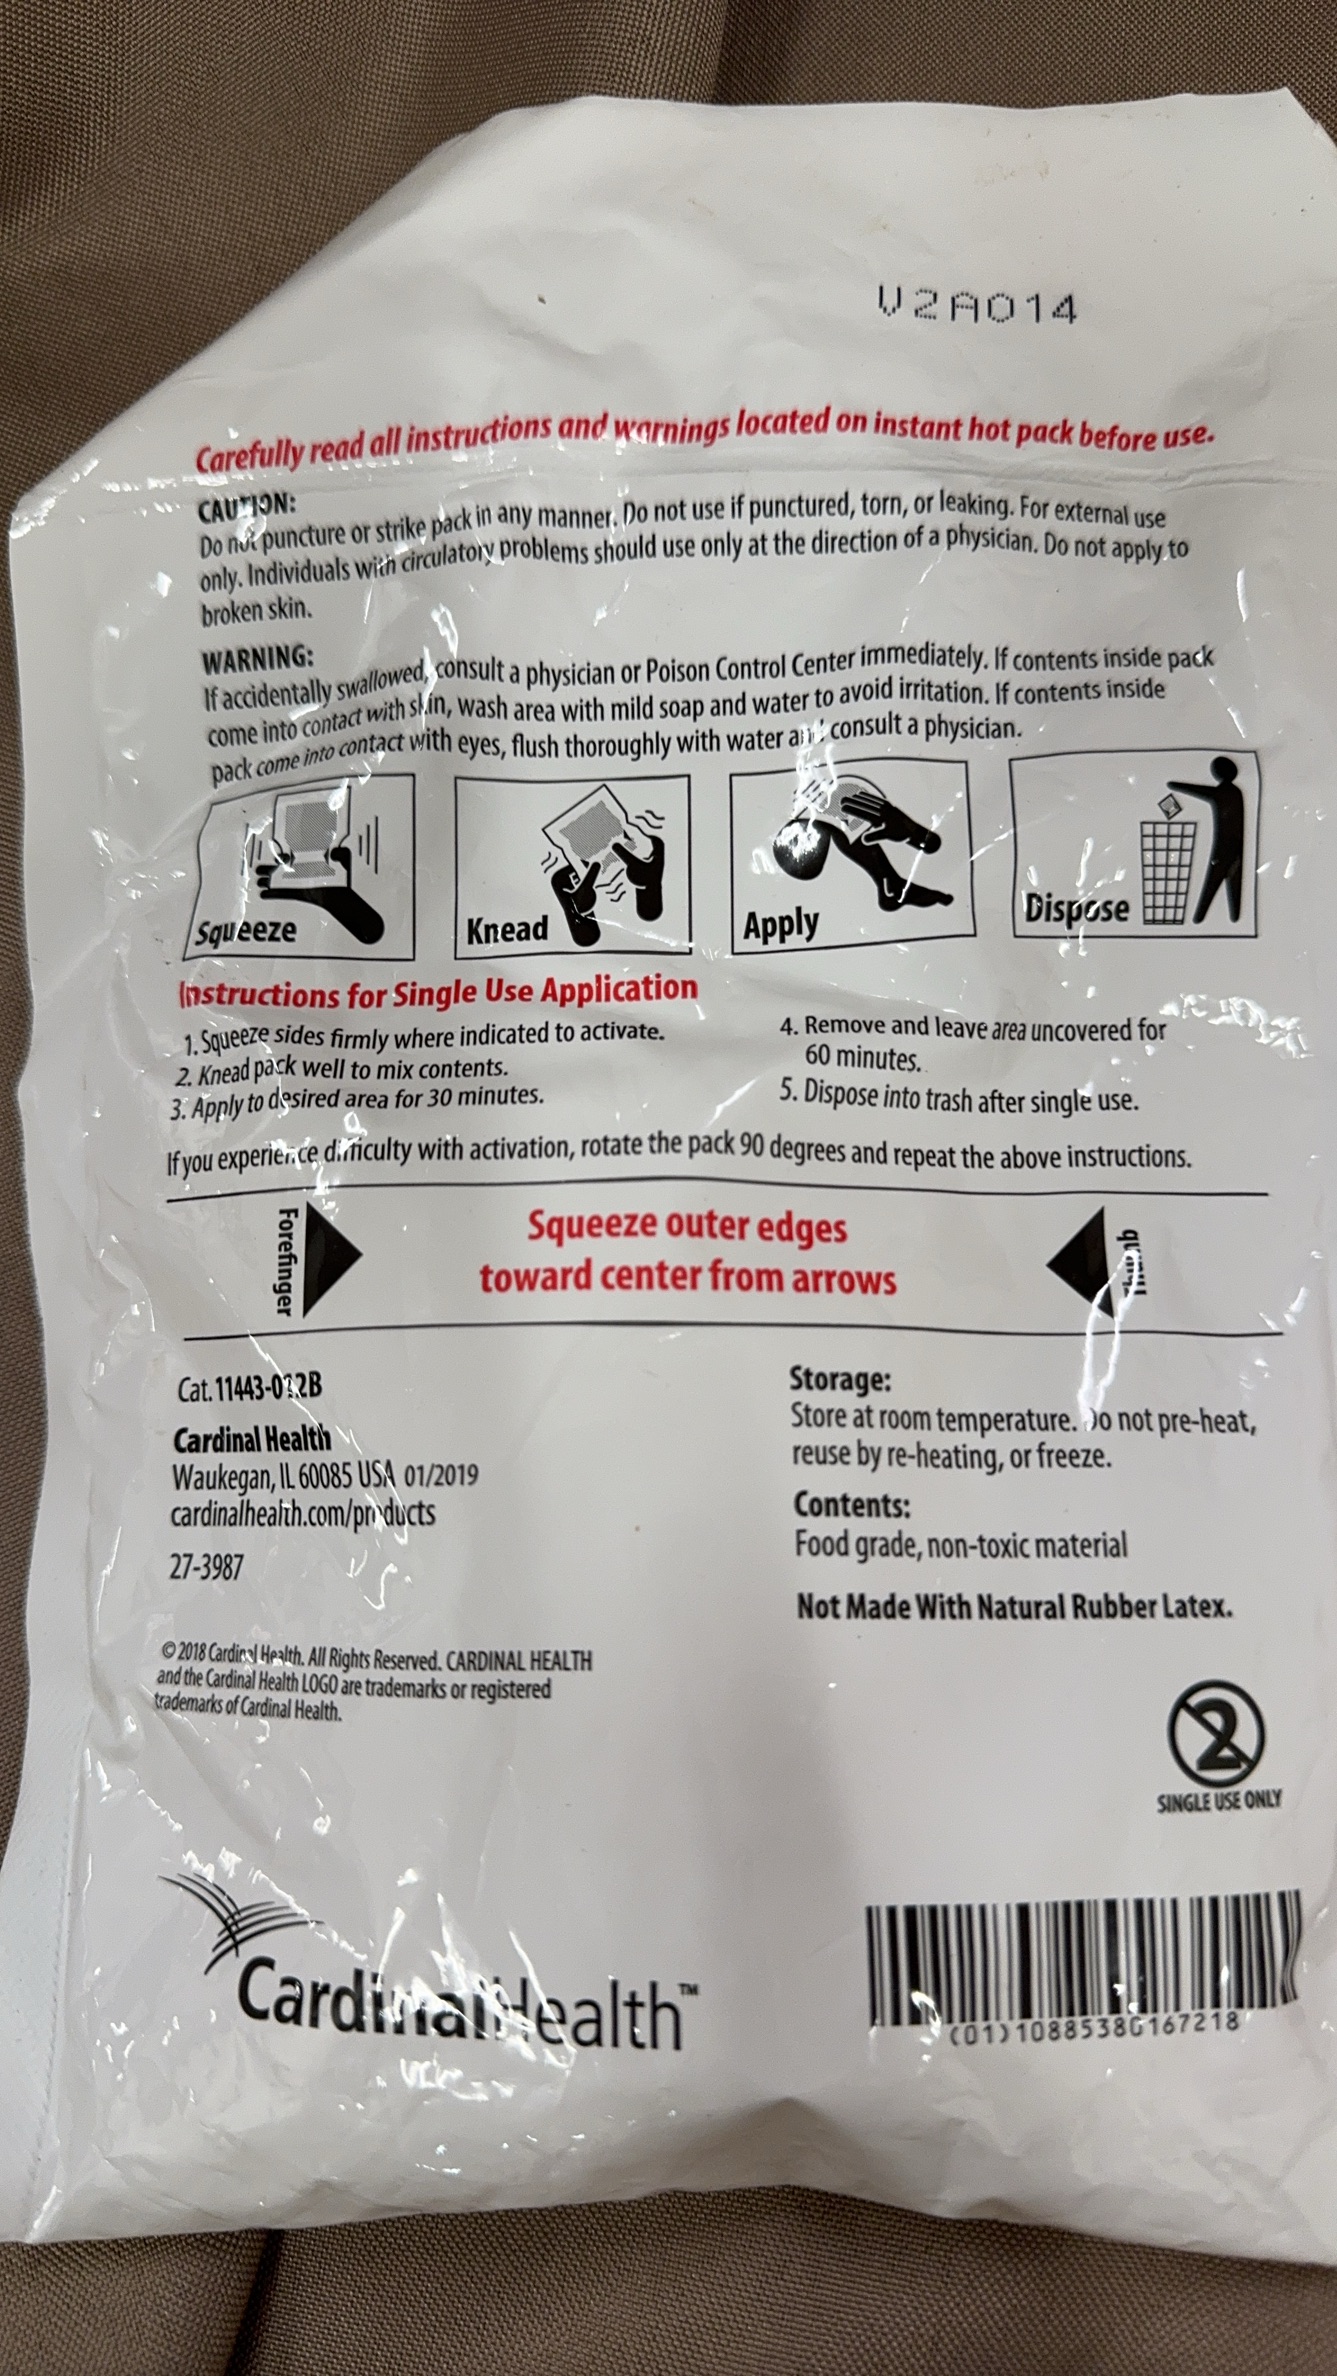 V2A014
Carefully read all instructions and warnings located on instant hot pack before use.
CAUTION:
Do not puncture or strike pack in any manner. Do not use if punctured, torn, or leaking. For external use
only. Individuals with circulatory problems should use only at the direction of a physician. Do not apply to
broken skin.
WARNING:
If accidentally swallowed, consult a physician or Poison Control Center immediately. If contents inside pack
come into contact with skin, wash area with mild soap and water to avoid irritation. If contents inside
pack come into contact with eyes, flush thoroughly with water and consult a physician.
Squeeze
Knead
Apply
Dispose
Instructions for Single Use Application
1. Squeeze sides firmly where indicated to activate.
2. Knead pack well to mix contents.
3. Apply to desired area for 30 minutes.
4. Remove and leave area uncovered for
60 minutes.
5. Dispose into trash after single use.
If you experience difficulty with activation, rotate the pack 90 degrees and repeat the above instructions.
Forefinger
Squeeze outer edges
toward center from arrows
Thumb
Cat. 11443-012B
Cardinal Health
Waukegan, IL 60085 USA 01/2019
cardinalhealth.com/products
27-3987
© 2018 Cardinal Health. All Rights Reserved. CARDINAL HEALTH
and the Cardinal Health LOGO are trademarks or registered
trademarks of Cardinal Health.
Storage:
Store at room temperature. Do not pre-heat,
reuse by re-heating, or freeze.
Contents:
Food grade, non-toxic material
Not Made With Natural Rubber Latex.
2
SINGLE USE ONLY
CardinalHealth™
(01)10885380167218